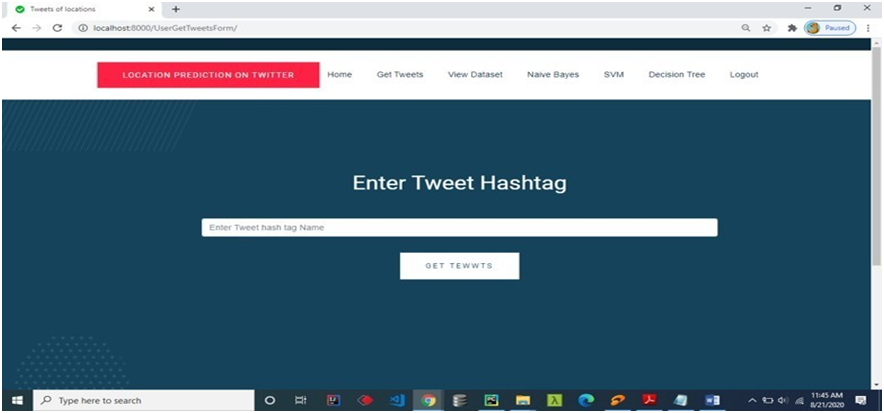 Tweets of locations
localhost:8000/UserGetTweetsForm/
Paused
LOCATION PREDICTION ON TWITTER Home Get Tweets View Dataset Naive Bayes SVM Decision Tree Logout
Enter Tweet Hashtag
Enter Tweet hash tag Name
GET TEWWTS
Type here to search
11:45 AM
8/21/2020